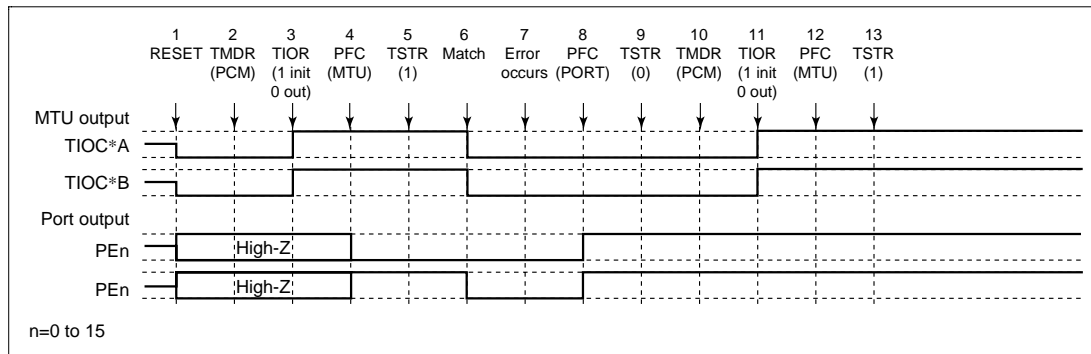 1 2 3 4 5 6 7 8 9 10 11 12 13
RESET TMDR TIOR PFC TSTR Match Error PFC TSTR TMDR TIOR PFC TSTR
(PCM) (1 init (MTU) (1) occurs (PORT) (0) (PCM) (1 init (MTU) (1)
0 out) 0 out)
MTU output
TIOC*A
TIOC*B
Port output
PEn High-Z
PEn High-Z
n=0 to 15